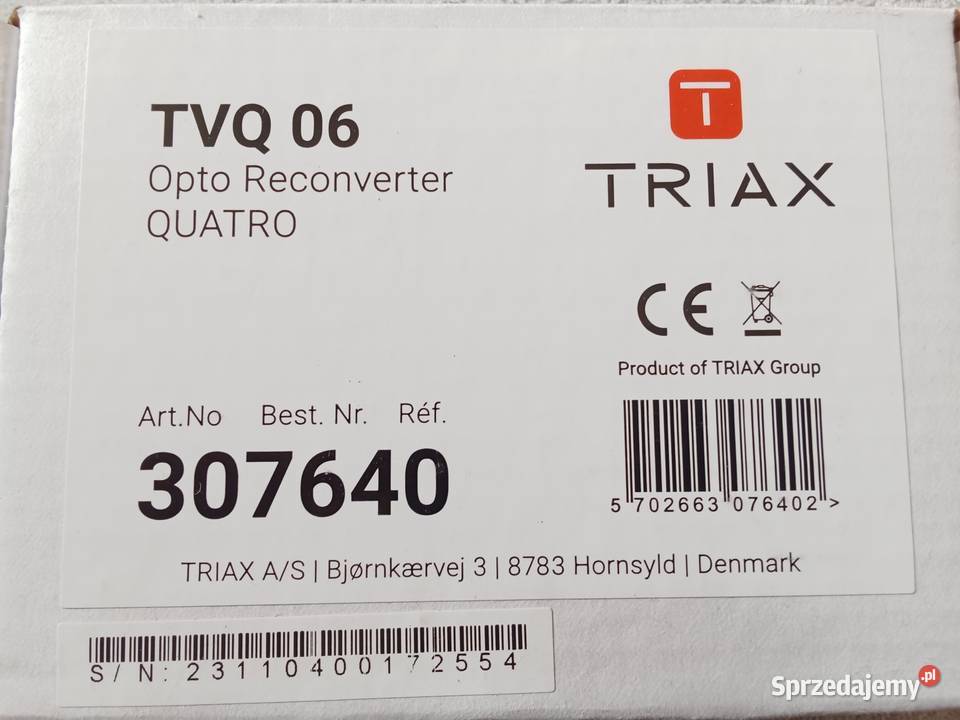 TVQ 06
Opto Reconverter
QUATRO
T
TRIAX
CE
Product of TRIAX Group
Art.No Best. Nr. Réf.
307640
5 702663 076402 >
TRIAX A/S | Bjørnkærvej 3 | 8783 Hornsyld | Denmark
S/N: 23110400172554
Sprzedajemy.pl